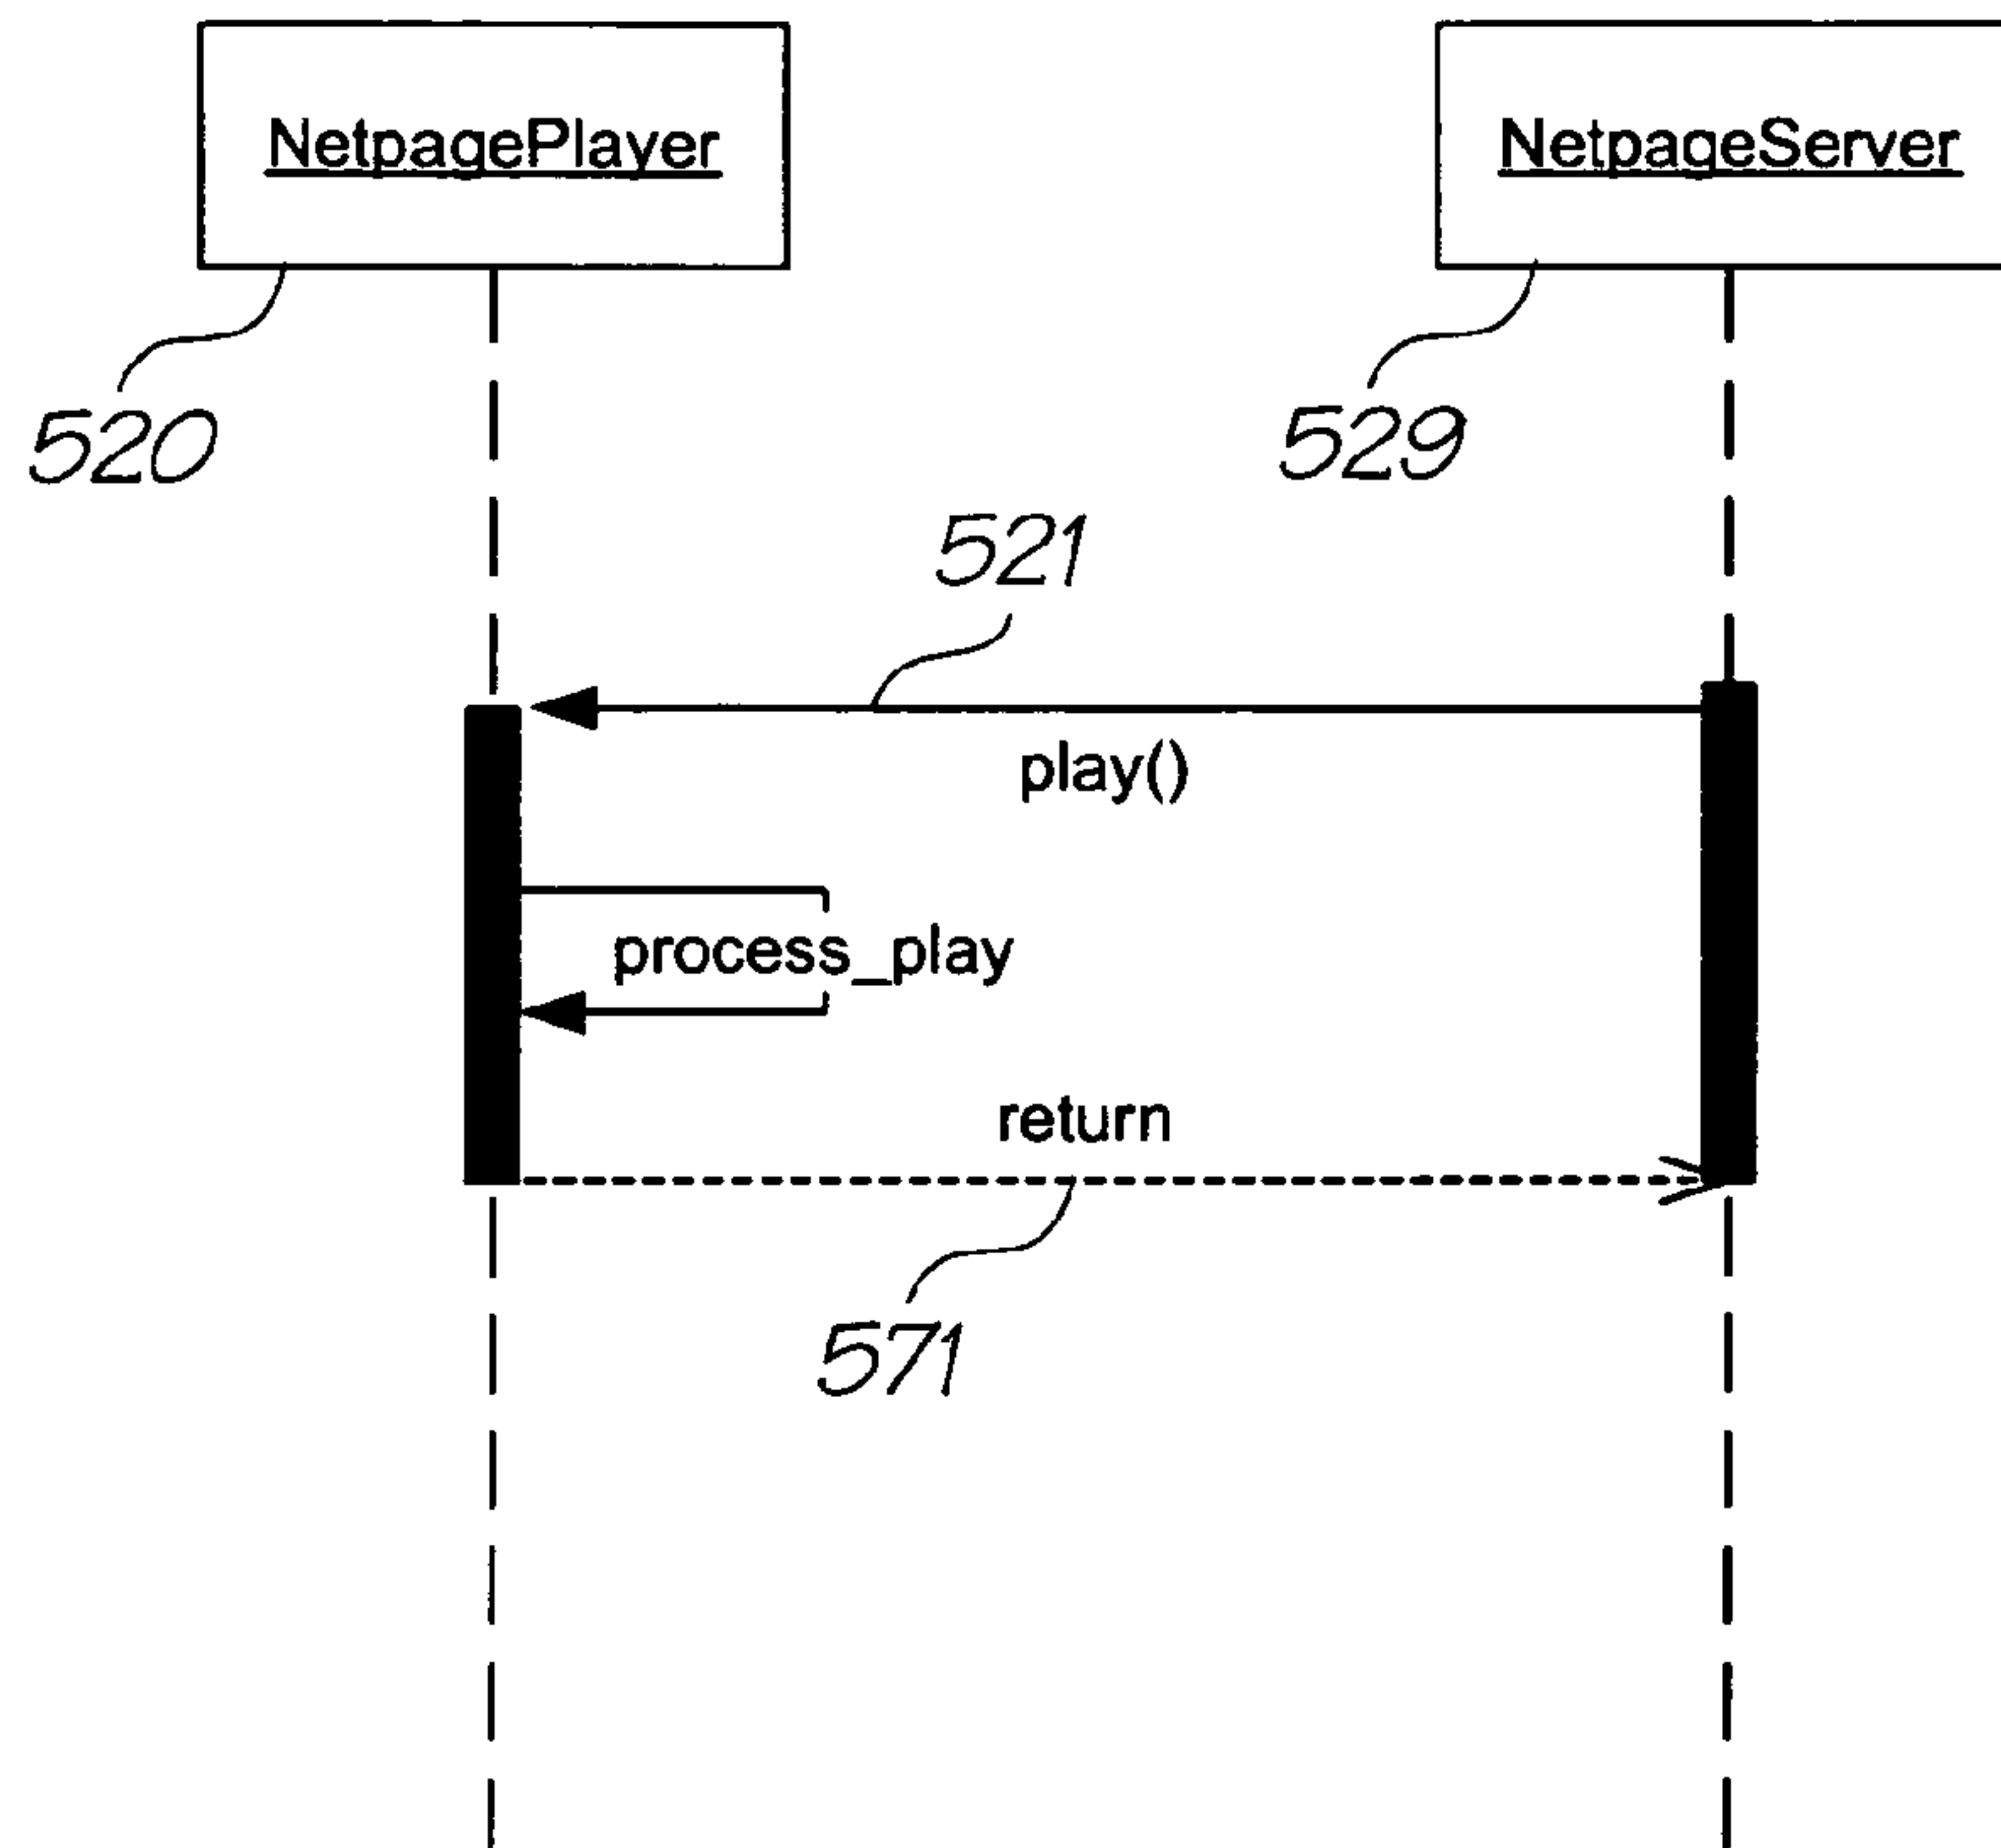 NetpagePlayer
NetpageServer
520
529
521
play()
process_play
return
571